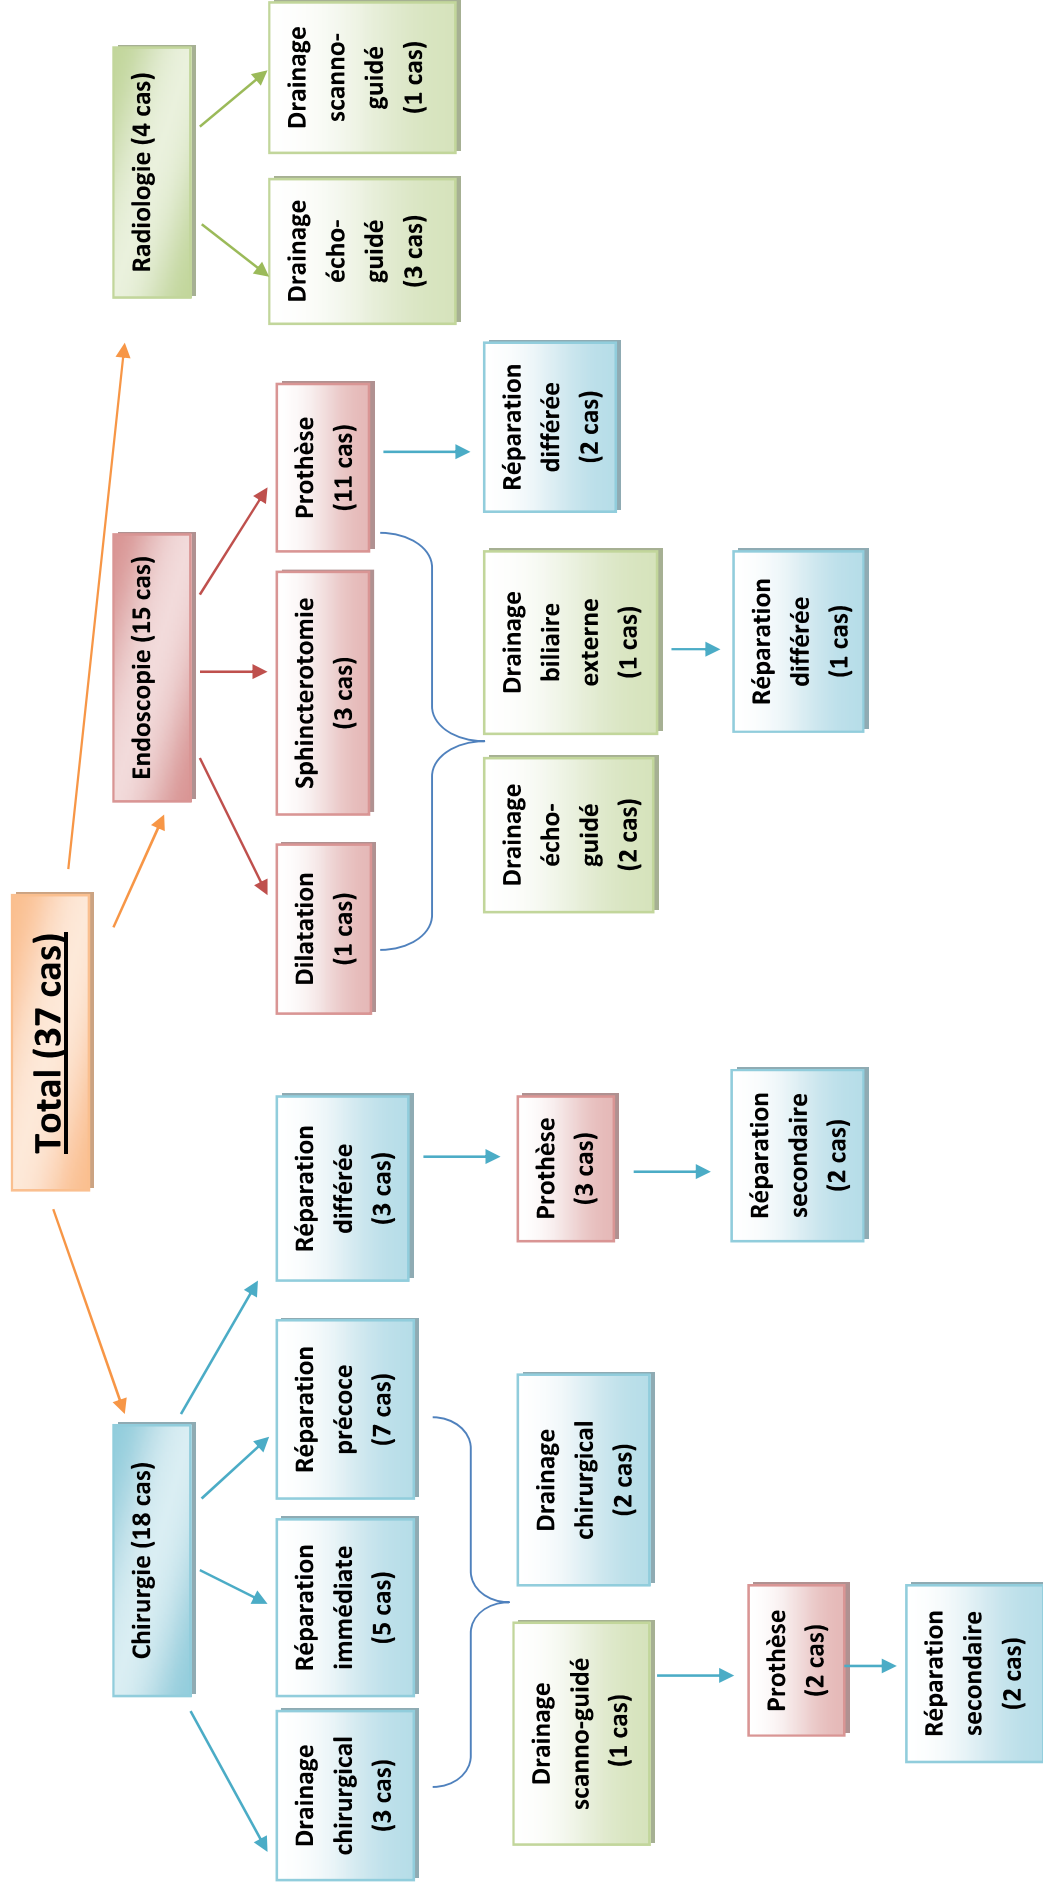 Total (37 cas)
Chirurgie (18 cas)
Endoscopie (15 cas)
Radiologie (4 cas)
Drainage
chirurgical
(3 cas)
Réparation
immédiate
(5 cas)
Réparation
précoce
(7 cas)
Réparation
différée
(3 cas)
Dilatation
(1 cas)
Sphincterotomie
(3 cas)
Prothèse
(11 cas)
Drainage
écho-
guidé
(3 cas)
Drainage
scanno-
guidé
(1 cas)
Drainage
scanno-guidé
(1 cas)
Drainage
chirurgical
(2 cas)
Prothèse
(3 cas)
Drainage
écho-
guidé
(2 cas)
Drainage
biliaire
externe
(1 cas)
Réparation
différée
(2 cas)
Prothèse
(2 cas)
Réparation
secondaire
(2 cas)
Réparation
différée
(1 cas)
Réparation
secondaire
(2 cas)